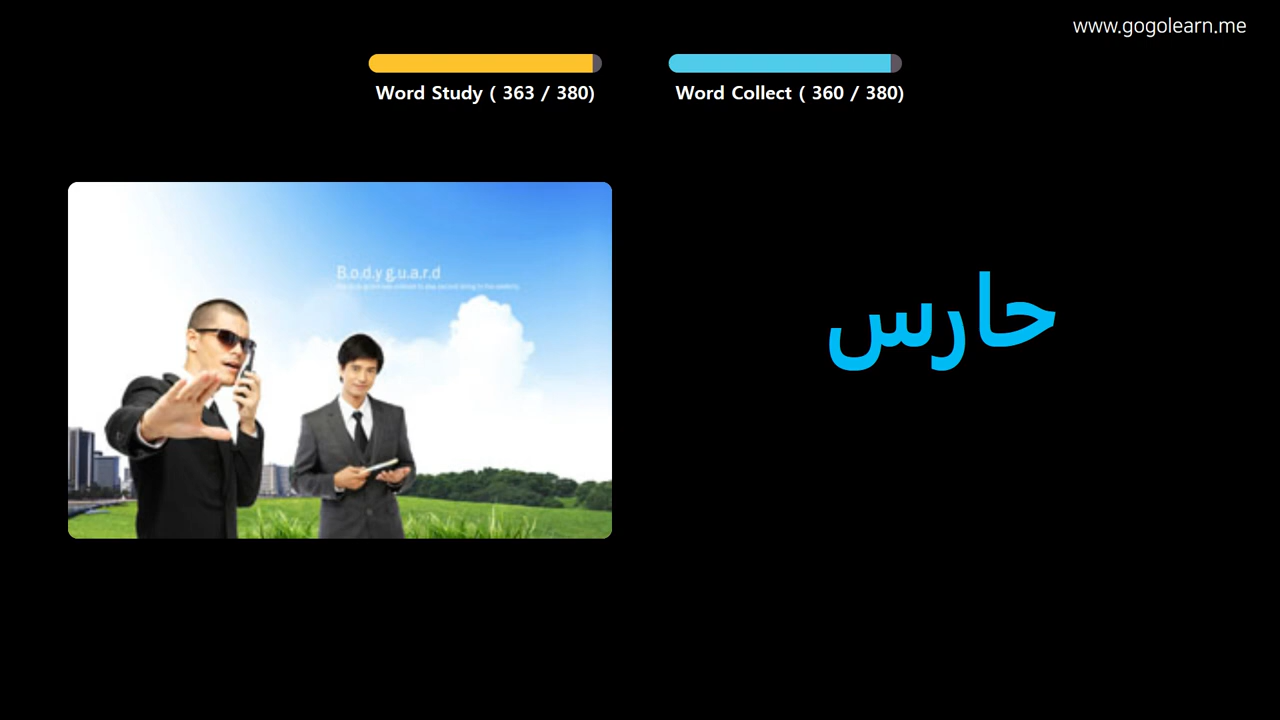 www.gogolearn.me
Word Study ( 363 / 380)
Word Collect ( 360 / 380)
B.o.d.y g.u.a.r.d
حارس